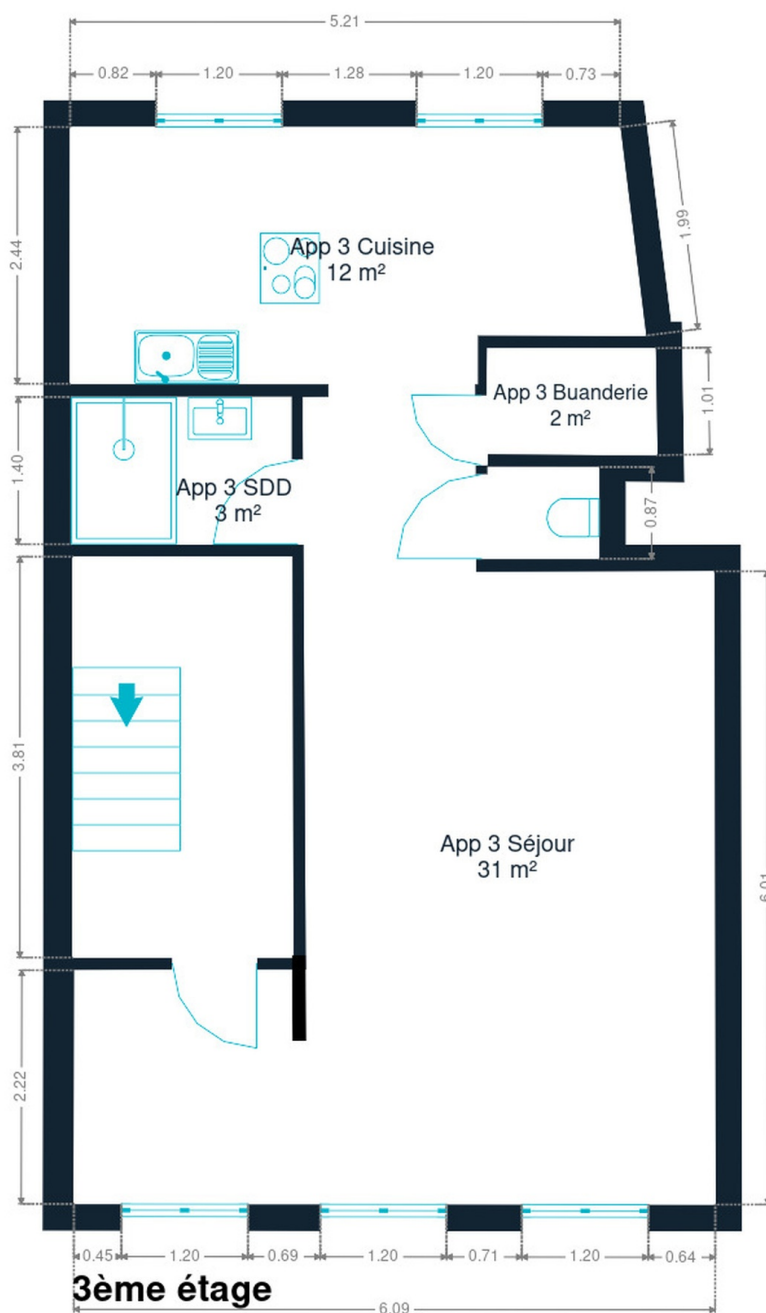 5.21
0.82
1.20
1.28
1.20
0.73
2.44
1.99
App 3 Cuisine
12 m²
App 3 Buanderie
2 m²
1.01
1.40
App 3 SDD
3 m²
0.87
3.81
App 3 Séjour
31 m²
6.01
2.22
0.45
1.20
0.69
1.20
0.71
1.20
0.64
3ème étage
6.09